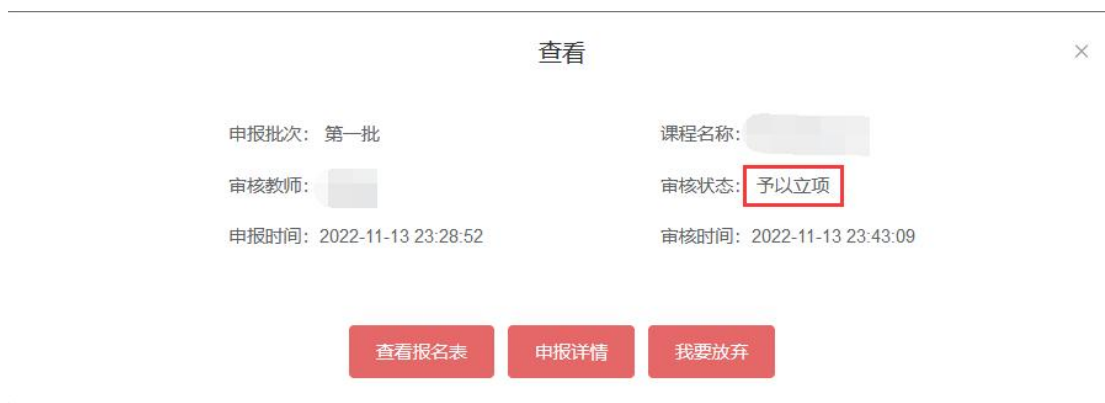 查看
申报批次： 第一批
课程名称：
审核教师：
审核状态： 予以立项
申报时间：2022-11-13 23:28:52
审核时间：2022-11-13 23:43:09
查看报名表
申报详情
我要放弃